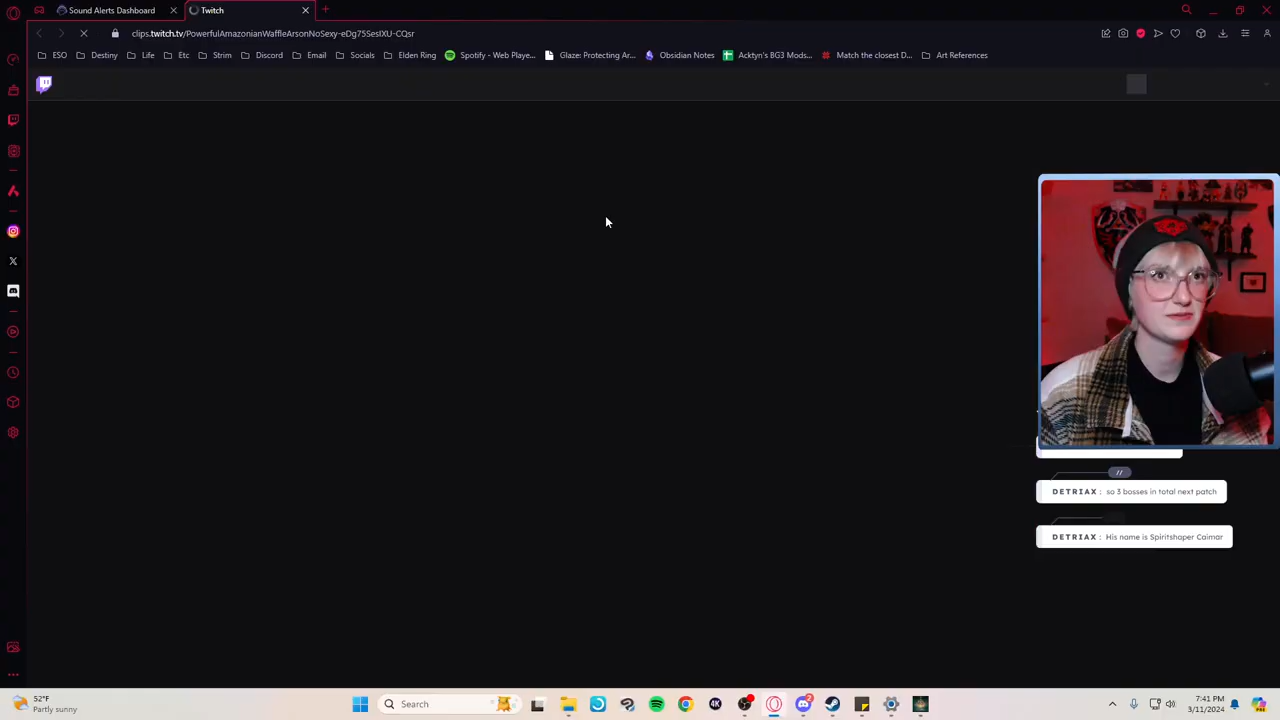 Sound Alerts Dashboard
Twitch
clips.twitch.tv/PowerfulAmazonianWaffleArsonNoSexy-eDg75SesIXU-CQsr
ESO
Destiny
Life
Etc
Strim
Discord
Email
Socials
Elden Ring
Spotify - Web Playe...
Glaze: Protecting Ar...
Obsidian Notes
Acktyn's BG3 Mods...
Match the closest D...
Art References
//
DETRIAX : so 3 bosses in total next patch
DETRIAX : His name is Spiritshaper Caimar
52°F
Partly sunny
Search
4K
2
7:41 PM
3/11/2024